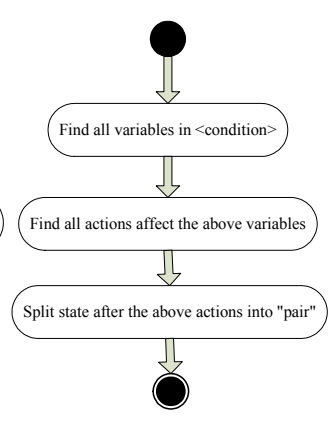 Find all variables in <condition>
Find all actions affect the above variables
Split state after the above actions into "pair"